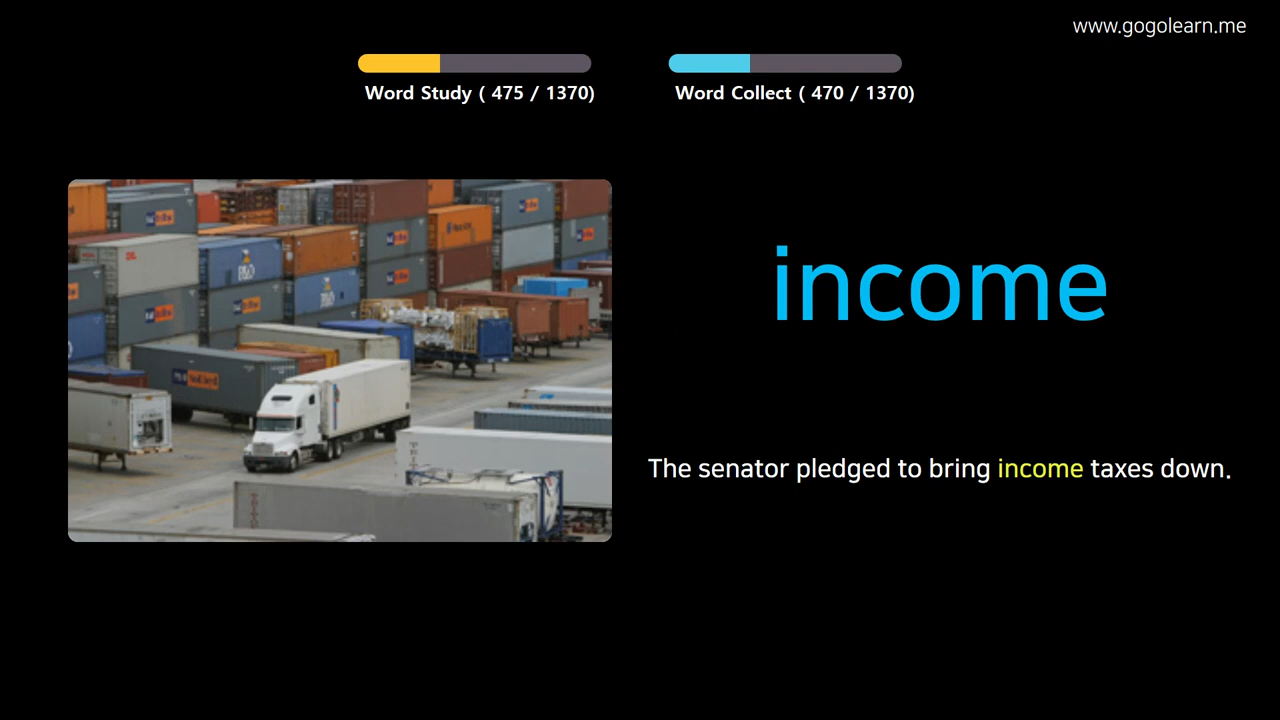 www.gogolearn.me
Word Study ( 475 / 1370)
Word Collect ( 470 / 1370)
income
The senator pledged to bring income taxes down.
P&O